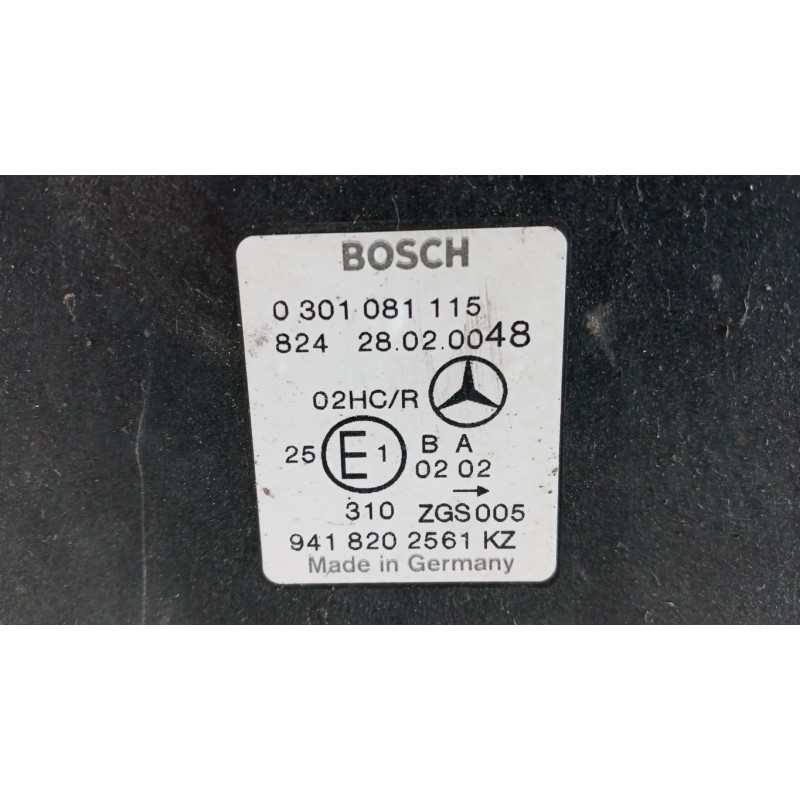 BOSCH
0 301 081 115
824 28.02.0048
02HC/R
25 E 1 B A
02 02
→
310 ZGS005
941 820 2561 KZ
Made in Germany